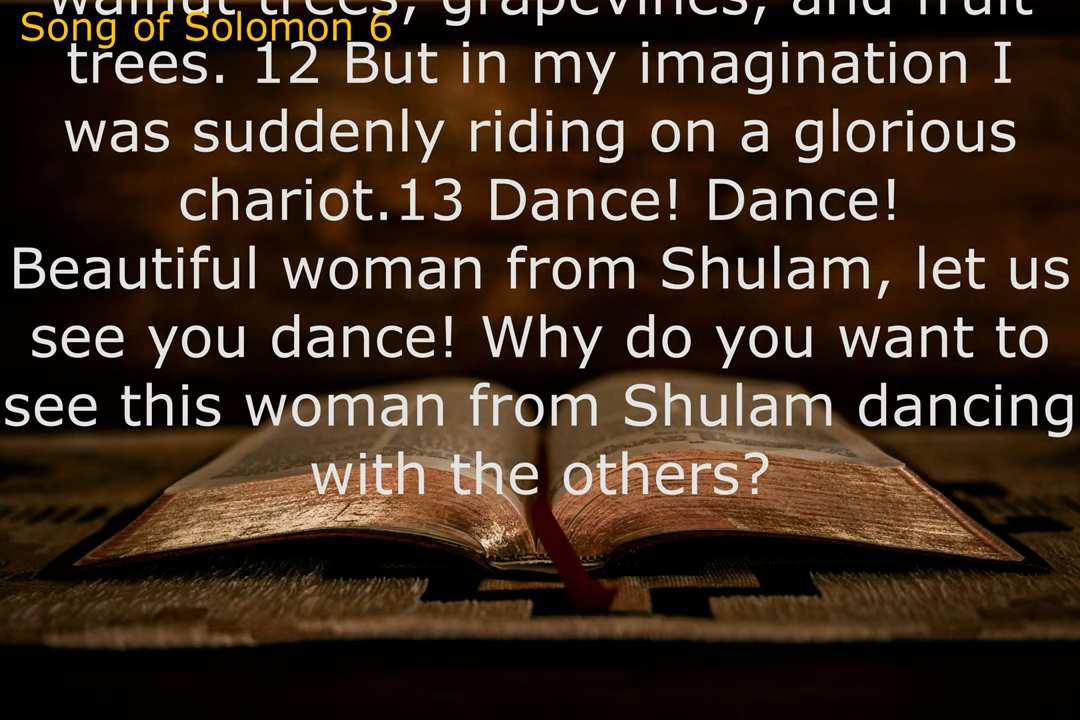 Song of Solomon 6
walnut trees, grapevines, and fruit
trees. 12 But in my imagination I
was suddenly riding on a glorious
chariot.13 Dance! Dance!
Beautiful woman from Shulam, let us
see you dance! Why do you want to
see this woman from Shulam dancing
with the others?